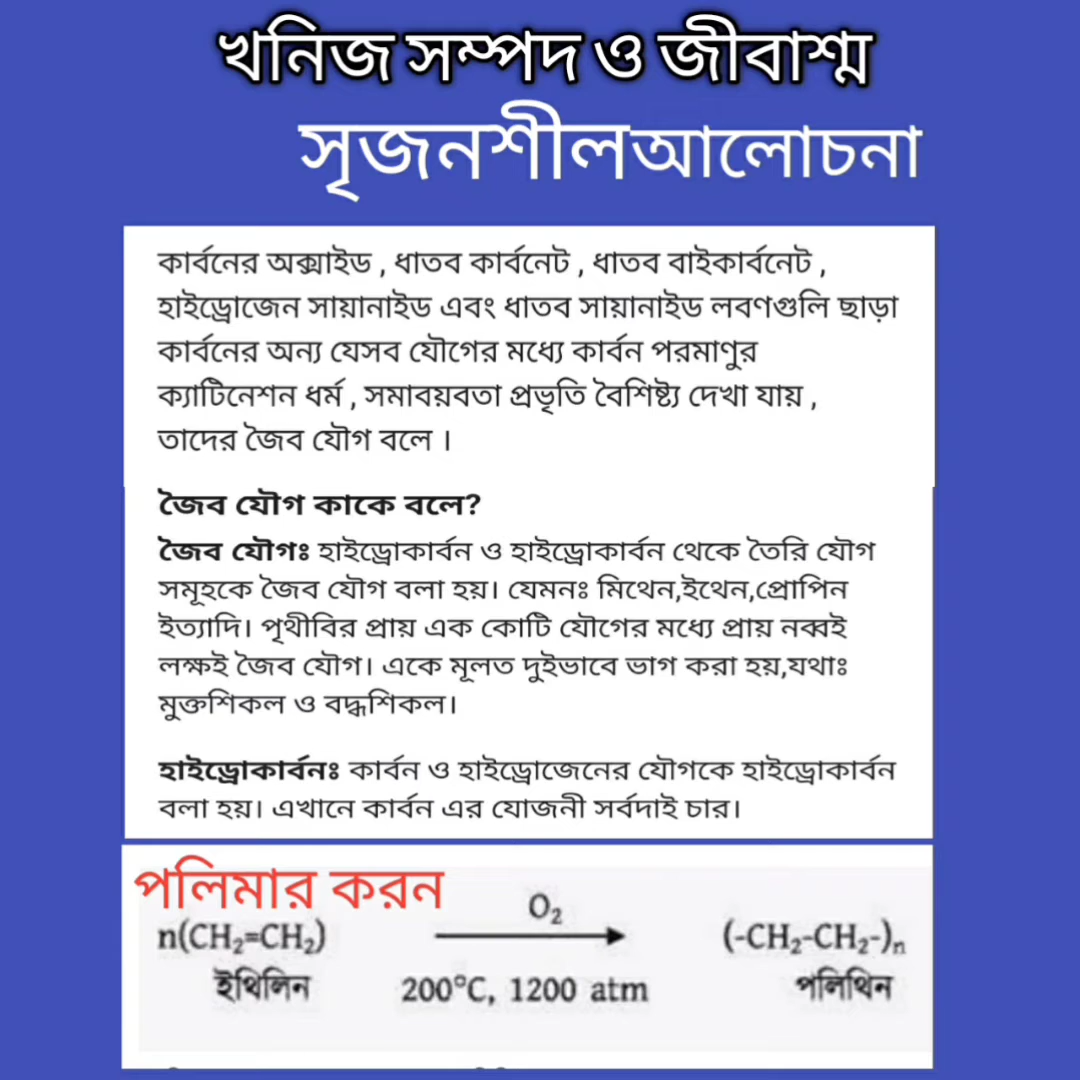 খনিজ সম্পদ ও জীবাশ্ম
সৃজনশীলআলোচনা
কার্বনের অক্সাইড , ধাতব কার্বনেট , ধাতব বাইকার্বনেট ,
হাইড্রোজেন সায়ানাইড এবং ধাতব সায়ানাইড লবণগুলি ছাড়া
কার্বনের অন্য যেসব যৌগের মধ্যে কার্বন পরমাণুর
ক্যাটিনেশন ধর্ম , সমাবয়বতা প্রভৃতি বৈশিষ্ট্য দেখা যায় ,
তাদের জৈব যৌগ বলে ।
জৈব যৌগ কাকে বলে?
জৈব যৌগঃ হাইড্রোকার্বন ও হাইড্রোকার্বন থেকে তৈরি যৌগ
সমূহকে জৈব যৌগ বলা হয়। যেমনঃ মিথেন,ইথেন,প্রোপিন
ইত্যাদি। পৃথীবির প্রায় এক কোটি যৌগের মধ্যে প্রায় নব্বই
লক্ষই জৈব যৌগ। একে মূলত দুইভাবে ভাগ করা হয়,যথাঃ
মুক্তশিকল ও বদ্ধশিকল।
হাইড্রোকার্বনঃ কার্বন ও হাইড্রোজেনের যৌগকে হাইড্রোকার্বন
বলা হয়। এখানে কার্বন এর যোজনী সর্বদাই চার।
পলিমার করন
O₂
n(CH₂=CH₂) (-CH₂-CH₂-)ₙ
ইথিলিন 200°C, 1200 atm পলিথিন